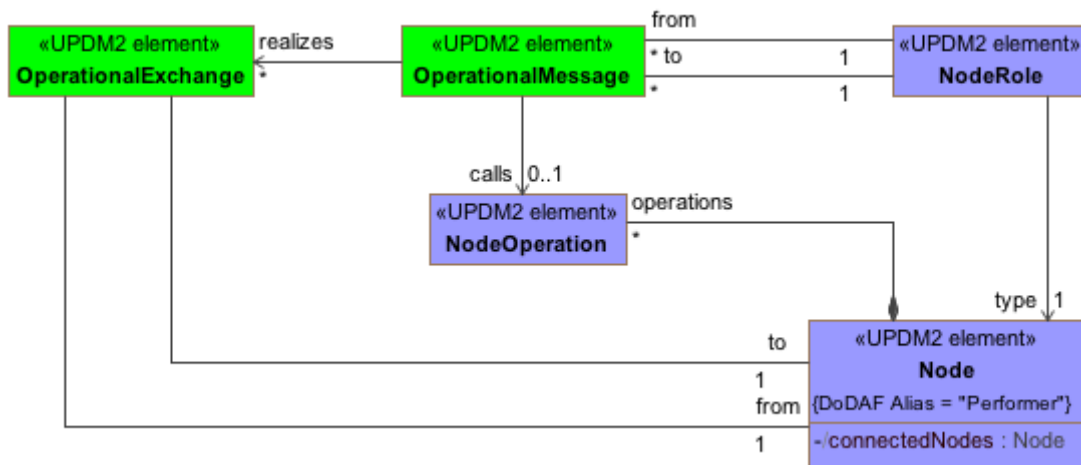 from
«UPDM2 element»
OperationalExchange
realizes
*
«UPDM2 element»
OperationalMessage
* to
1
*
1
«UPDM2 element»
NodeRole
calls
0..1
«UPDM2 element»
NodeOperation
operations
*
type
1
to
1
from
1
«UPDM2 element»
Node
{DoDAF Alias = "Performer"}
-/connectedNodes : Node